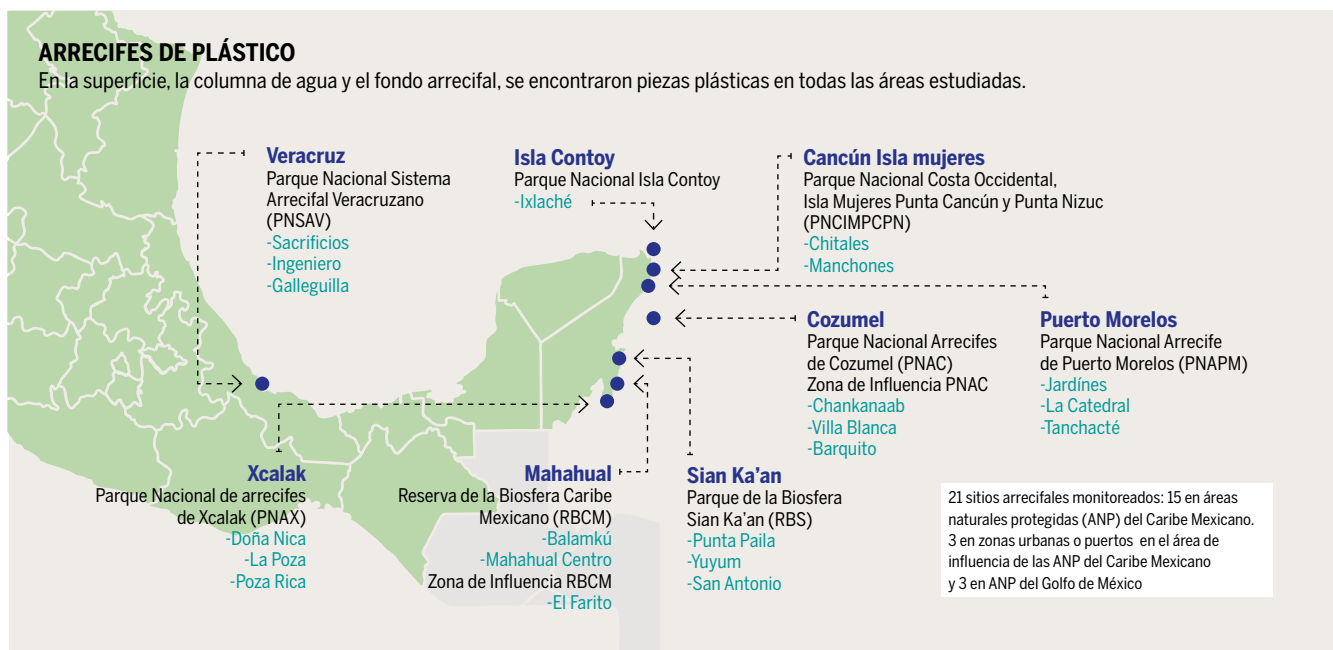 ARRECIFES DE PLÁSTICO
En la superficie, la columna de agua y el fondo arrecifal, se encontraron piezas plásticas en todas las áreas estudiadas.
Veracruz
Parque Nacional Sistema
Arrecifal Veracruzano
(PNSAV)
-Sacrificios
-Ingeniero
-Galleguilla
Isla Contoy
Parque Nacional Isla Contoy
-Ixlaché
Cancún Isla mujeres
Parque Nacional Costa Occidental,
Isla Mujeres Punta Cancún y Punta Nizuc
(PNCIMPCPN)
-Chitales
-Manchones
Cozumel
Parque Nacional Arrecifes
de Cozumel (PNAC)
Zona de Influencia PNAC
-Chankanaab
-Villa Blanca
-Barquito
Puerto Morelos
Parque Nacional Arrecife
de Puerto Morelos (PNAPM)
-Jardínes
-La Catedral
-Tanchacté
Xcalak
Parque Nacional de arrecifes
de Xcalak (PNAX)
-Doña Nica
-La Poza
-Poza Rica
Mahahual
Reserva de la Biosfera Caribe
Mexicano (RBCM)
-Balamkú
-Mahahual Centro
Zona de Influencia RBCM
-El Farito
Sian Ka’an
Parque de la Biosfera
Sian Ka’an (RBS)
-Punta Paila
-Yuyum
-San Antonio
21 sitios arrecifales monitoreados: 15 en áreas
naturales protegidas (ANP) del Caribe Mexicano.
3 en zonas urbanas o puertos en el área de
influencia de las ANP del Caribe Mexicano
y 3 en ANP del Golfo de México